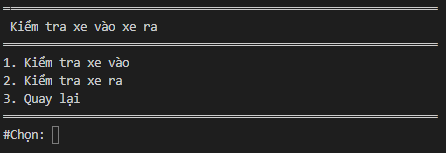 Kiểm tra xe vào xe ra
1. Kiểm tra xe vào
2. Kiểm tra xe ra
3. Quay lại
#Chọn: